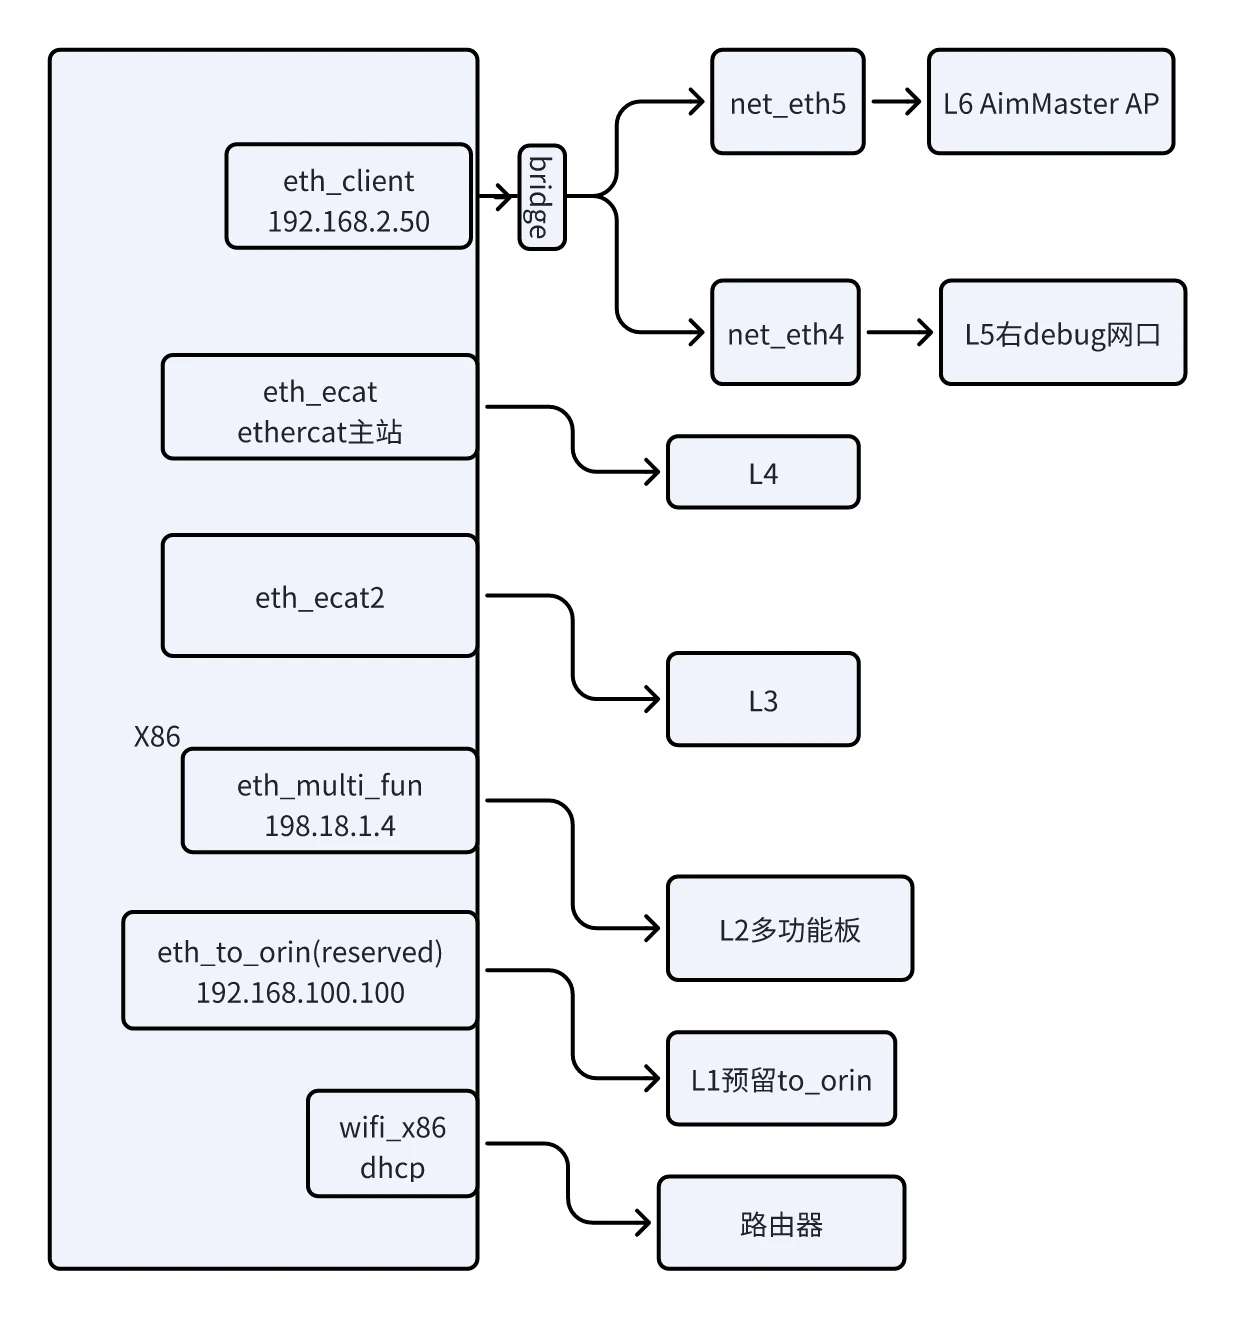 X86
eth_client
192.168.2.50
bridge
net_eth5
L6 AimMaster AP
net_eth4
L5右debug网口
eth_ecat
ethercat主站
L4
eth_ecat2
L3
eth_multi_fun
198.18.1.4
L2多功能板
eth_to_orin(reserved)
192.168.100.100
L1预留to_orin
wifi_x86
dhcp
路由器